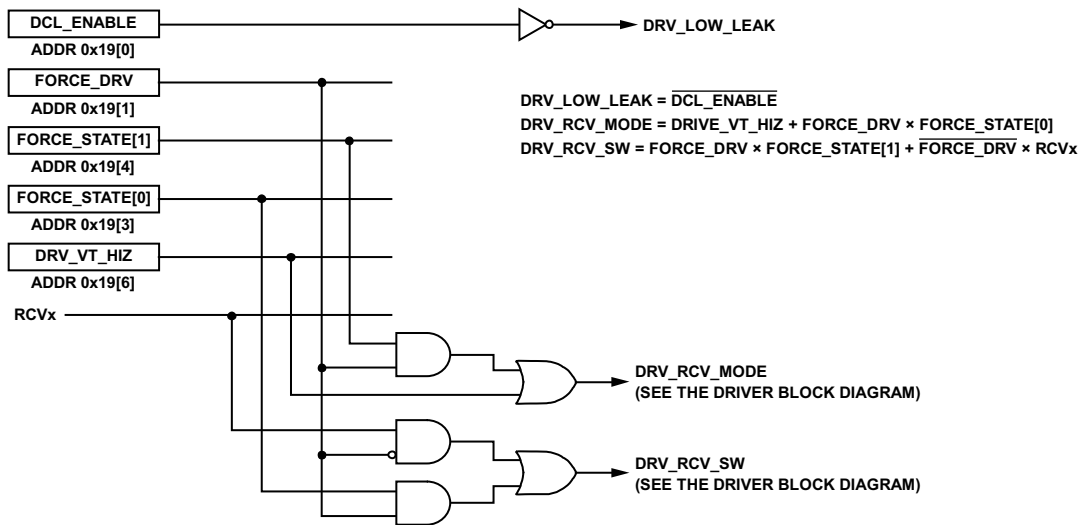 DCL_ENABLE
ADDR 0x19[0]
DRV_LOW_LEAK
FORCE_DRV
ADDR 0x19[1]
DRV_LOW_LEAK = DCL_ENABLE
DRV_RCV_MODE = DRIVE_VT_HIZ + FORCE_DRV × FORCE_STATE[0]
DRV_RCV_SW = FORCE_DRV × FORCE_STATE[1] + FORCE_DRV × RCVx
FORCE_STATE[1]
ADDR 0x19[4]
FORCE_STATE[0]
ADDR 0x19[3]
DRV_VT_HIZ
ADDR 0x19[6]
RCVx
DRV_RCV_MODE
(SEE THE DRIVER BLOCK DIAGRAM)
DRV_RCV_SW
(SEE THE DRIVER BLOCK DIAGRAM)